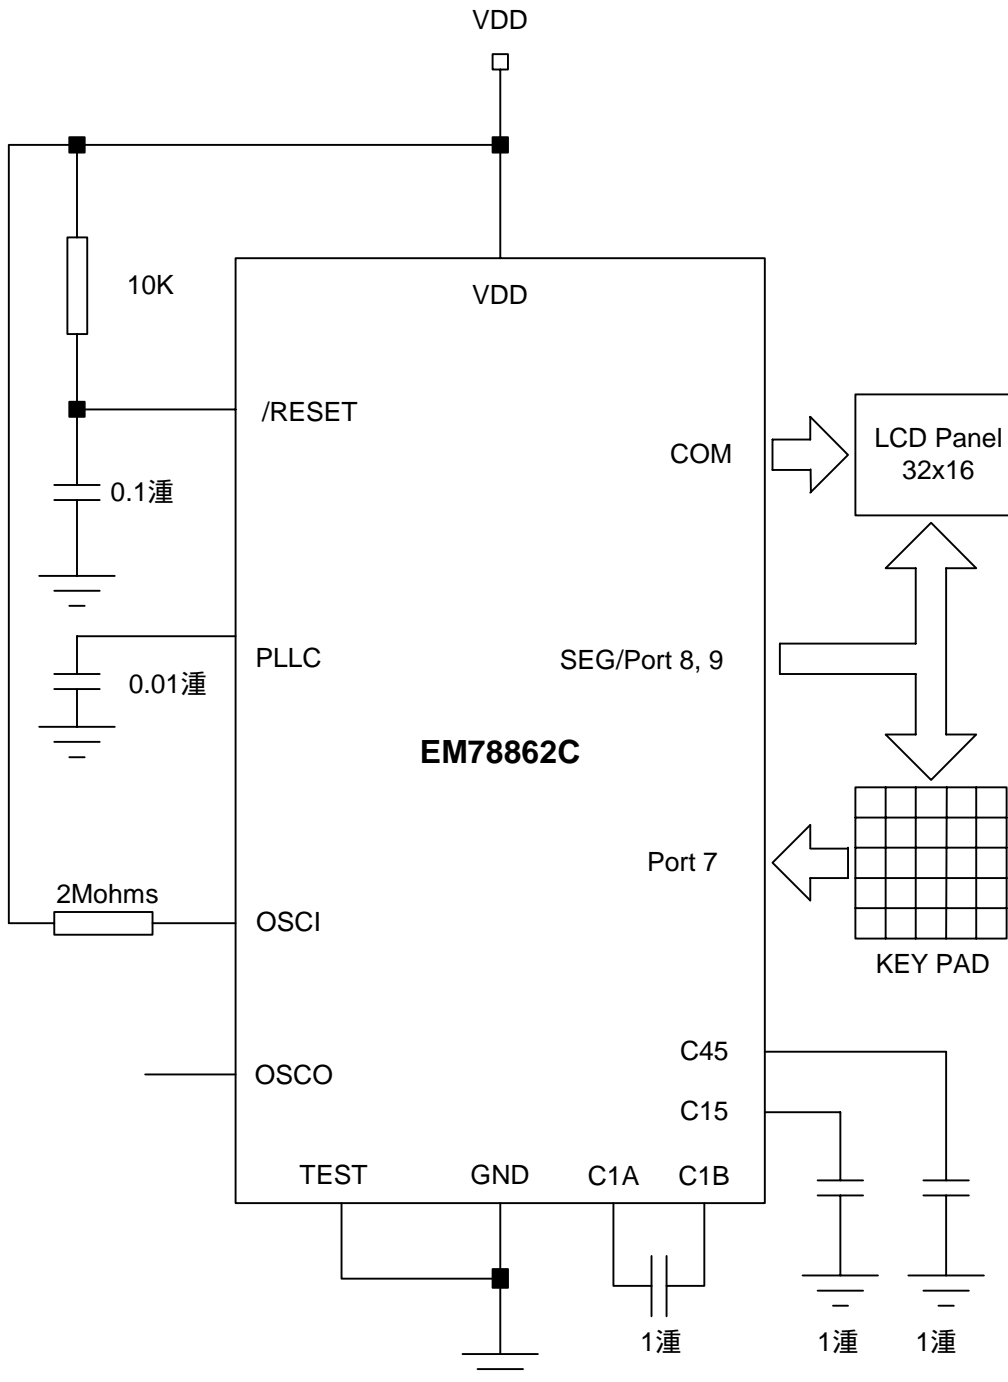 VDD
10K
VDD
/RESET
COM
LCD Panel
32x16
0.1湩
PLLC
SEG/Port 8, 9
0.01湩
EM78862C
Port 7
2Mohms
OSCI
KEY PAD
C45
OSCO
C15
TEST
GND
C1A
C1B
1湩
1湩
1湩